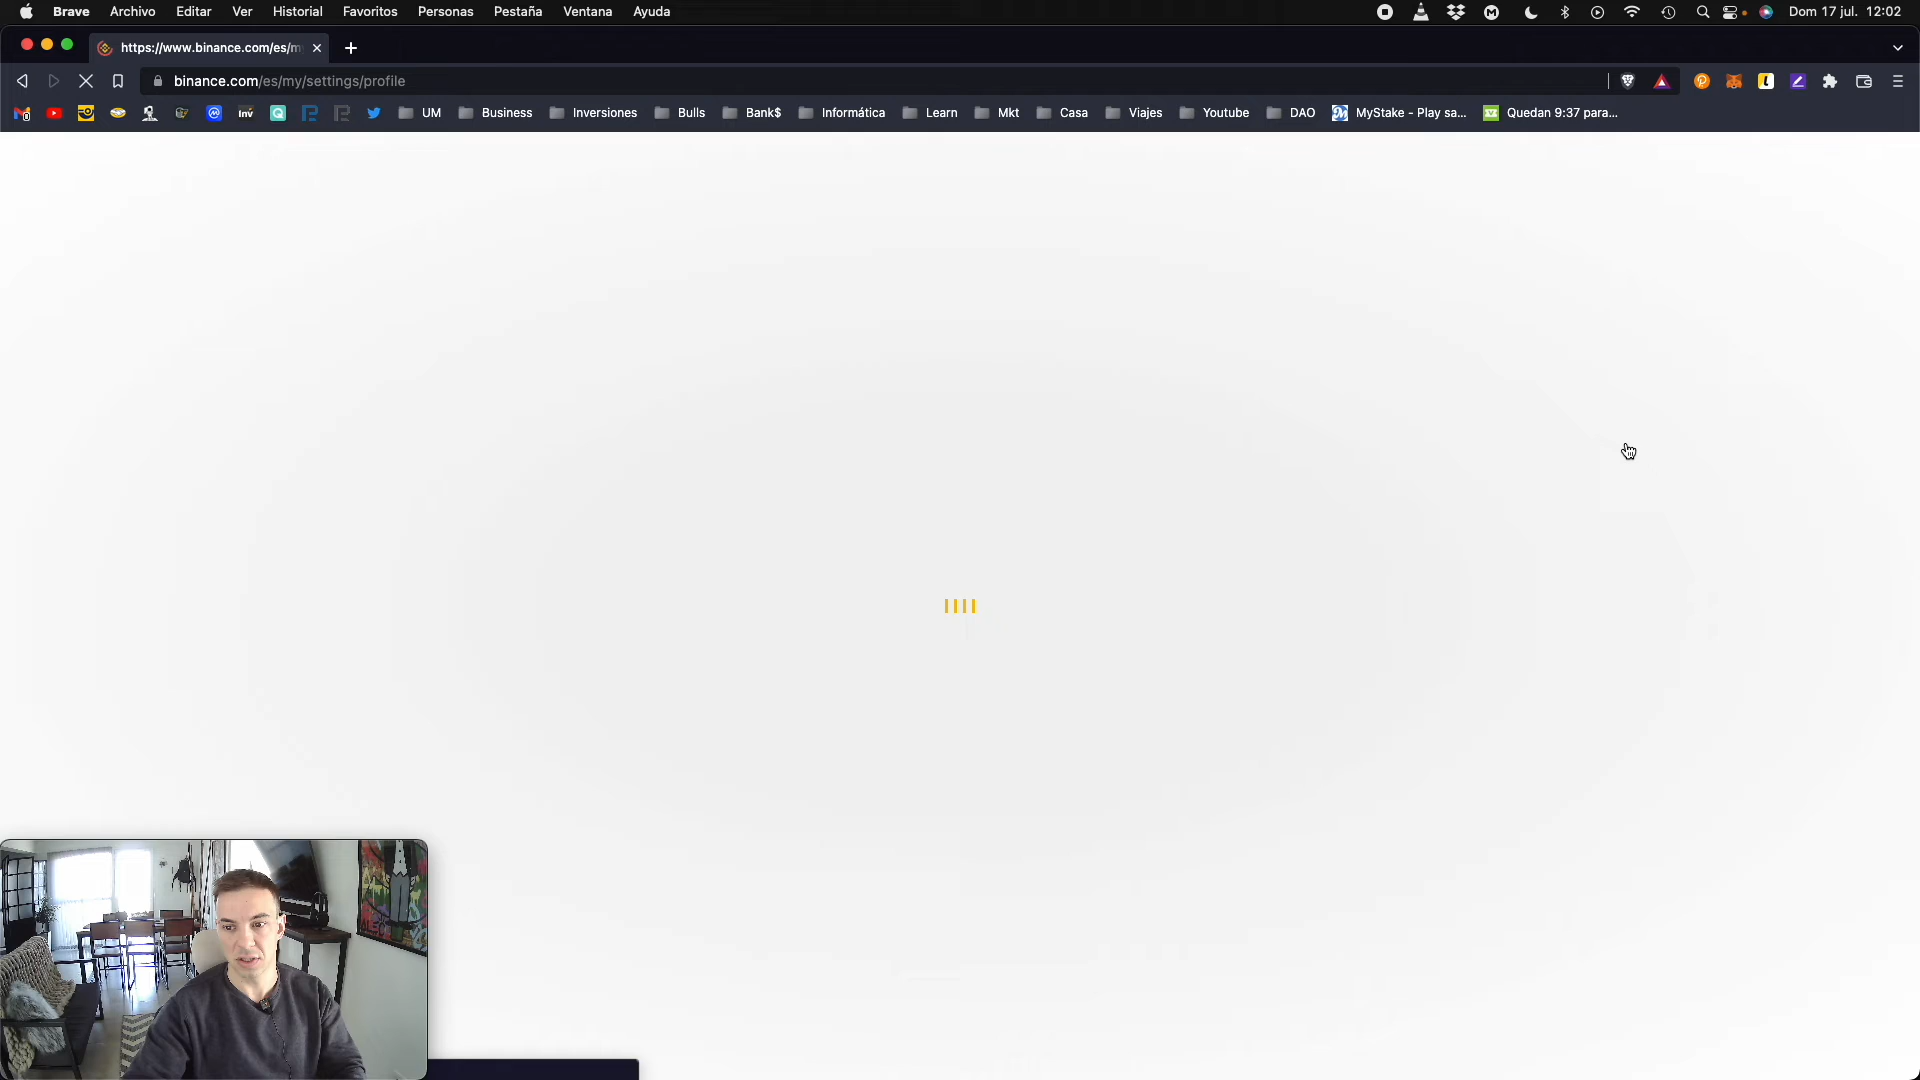 Brave Archivo Editar Ver Historial Favoritos Personas Pestaña Ventana Ayuda Dom 17 jul. 12:02
https://www.binance.com/es/m
binance.com/es/my/settings/profile
Inv UM Business Inversiones Bulls Bank$ Informática Learn Mkt Casa Viajes Youtube DAO MyStake - Play sa... Quedan 9:37 para...